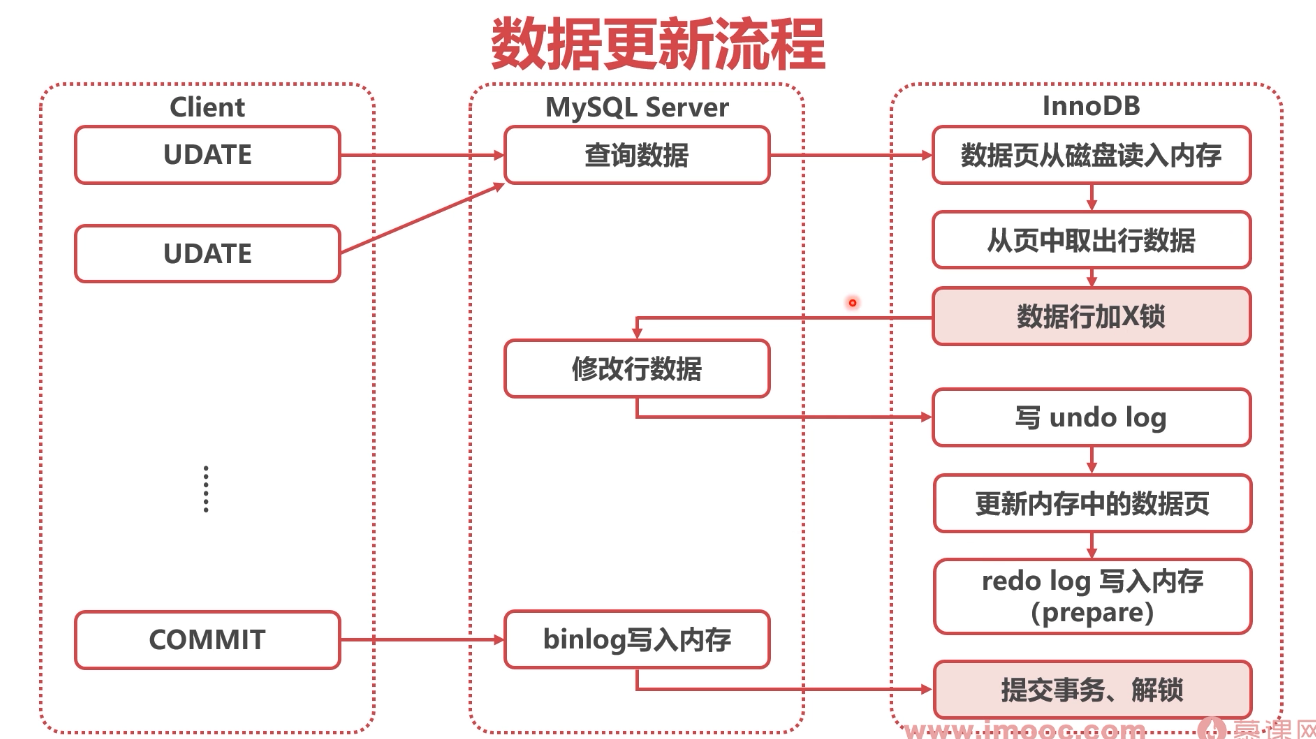 数据更新流程
Client
UDATE
UDATE
COMMIT
MySQL Server
查询数据
修改行数据
binlog写入内存
InnoDB
数据页从磁盘读入内存
从页中取出行数据
数据行加X锁
写 undo log
更新内存中的数据页
redo log 写入内存
（prepare）
提交事务、解锁
www.imooc.com
慕课网